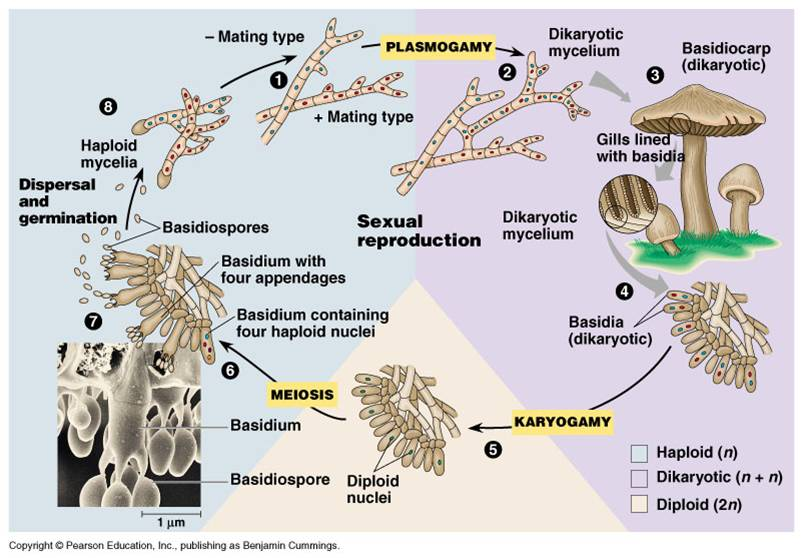 – Mating type
PLASMOGAMY
Dikaryotic
mycelium
Basidiocarp
(dikaryotic)
1
2
3
8
+ Mating type
Haploid
mycelia
Gills lined
with basidia
Dispersal
and
germination
Basidiospores
Sexual
reproduction
Dikaryotic
mycelium
Basidium with
four appendages
4
Basidium containing
four haploid nuclei
Basidia
(dikaryotic)
7
6
MEIOSIS
KARYOGAMY
5
Basidium
Basidiospore
Diploid
nuclei
Haploid (n)
Dikaryotic (n + n)
Diploid (2n)
1 μm
Copyright © Pearson Education, Inc., publishing as Benjamin Cummings.